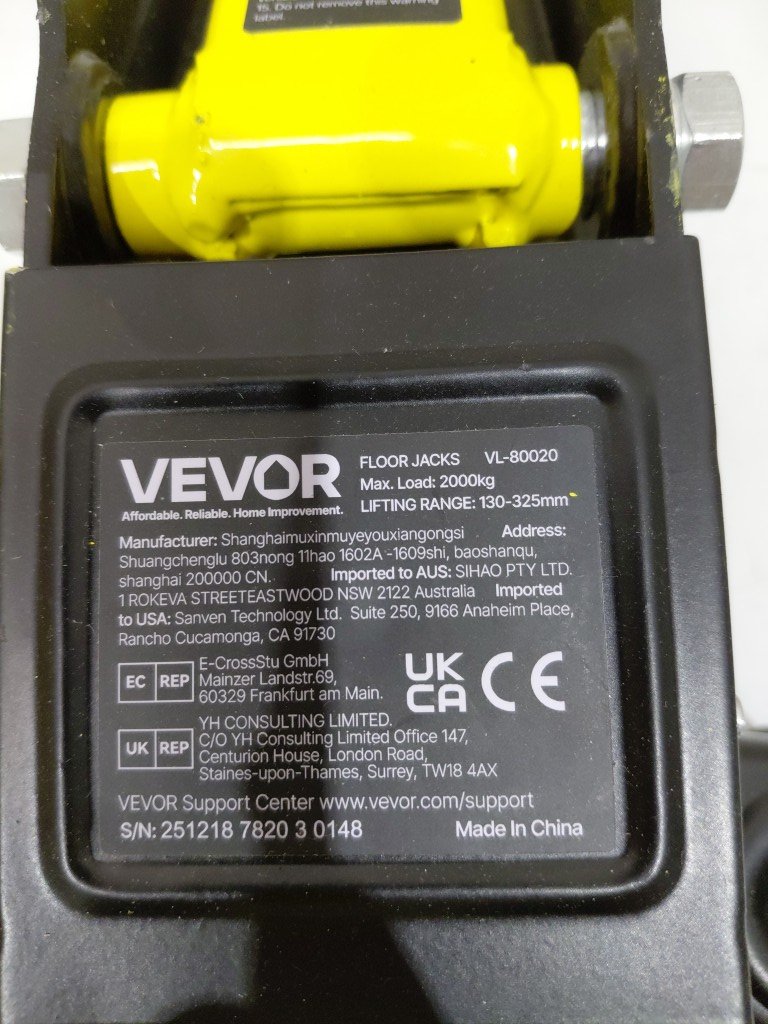 15. Do not remove this warning
label.
VEVOR
Affordable. Reliable. Home Improvement.
FLOOR JACKS VL-80020
Max. Load: 2000kg
LIFTING RANGE: 130-325mm
Manufacturer: Shanghaimuxinmuyeyouxiangongsi Address:
Shuangchenglu 803nong 11hao 1602A -1609shi, baoshanqu,
shanghai 200000 CN. Imported to AUS: SIHAO PTY LTD.
1 ROKEVA STREETEASTWOOD NSW 2122 Australia Imported
to USA: Sanven Technology Ltd. Suite 250, 9166 Anaheim Place,
Rancho Cucamonga, CA 91730
EC REP
E-CrossStu GmbH
Mainzer Landstr.69,
60329 Frankfurt am Main.
UK
CA
CE
UK REP
YH CONSULTING LIMITED.
C/O YH Consulting Limited Office 147,
Centurion House, London Road,
Staines-upon-Thames, Surrey, TW18 4AX
VEVOR Support Center www.vevor.com/support
S/N: 251218 7820 3 0148 Made In China